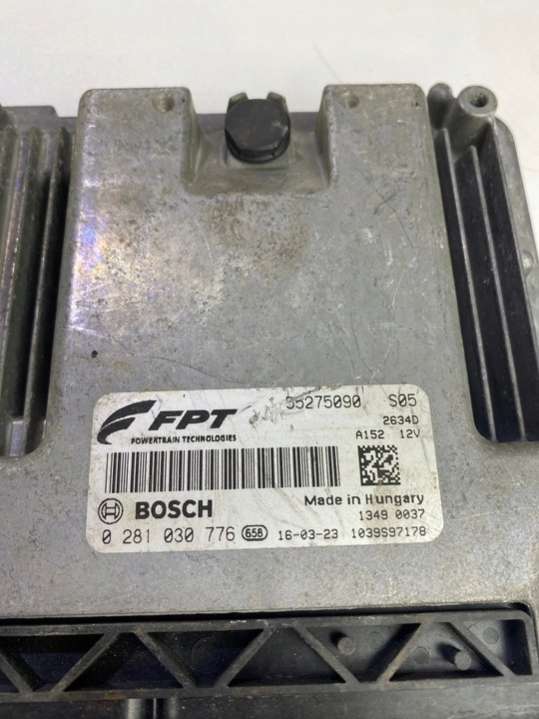 FPT 55275090 S05
POWERTRAIN TECHNOLOGIES 2634D
A152 12V
BOSCH Made in Hungary
1349 0037
0 281 030 776 658 16-03-23 1039S97178